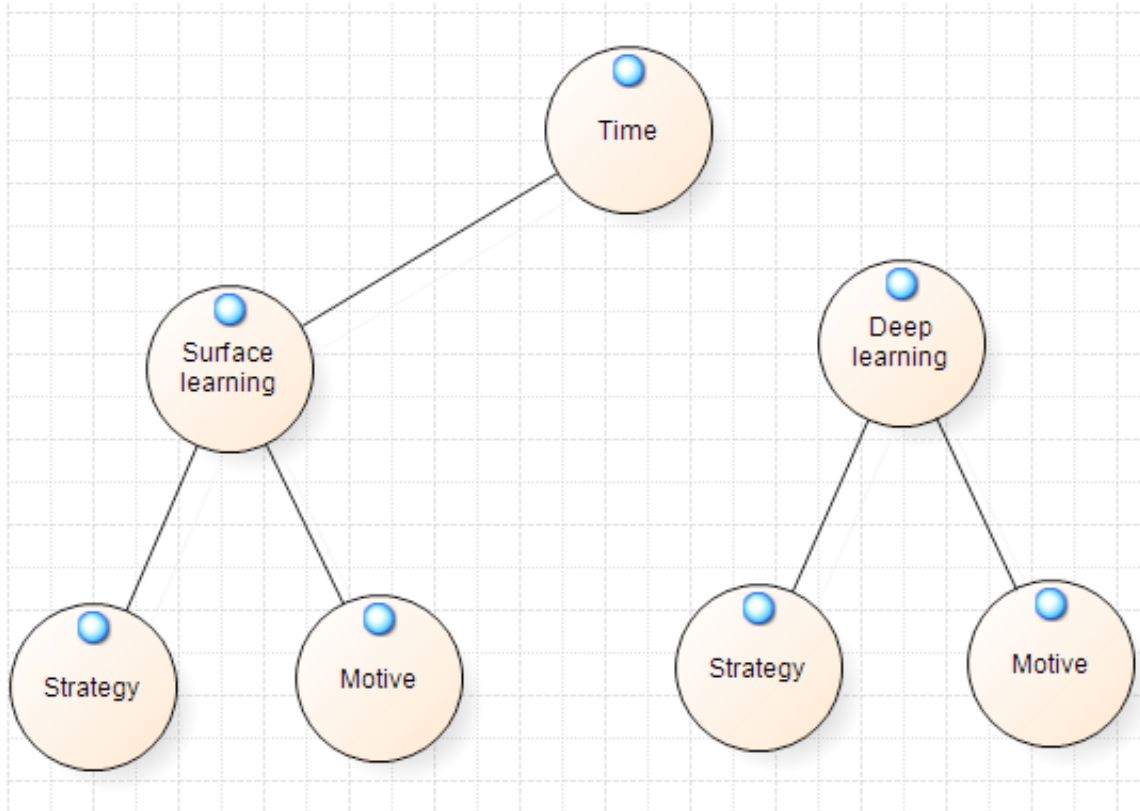 Time
Deep
learning
Surface
learning
Strategy
Motive
Strategy
Motive